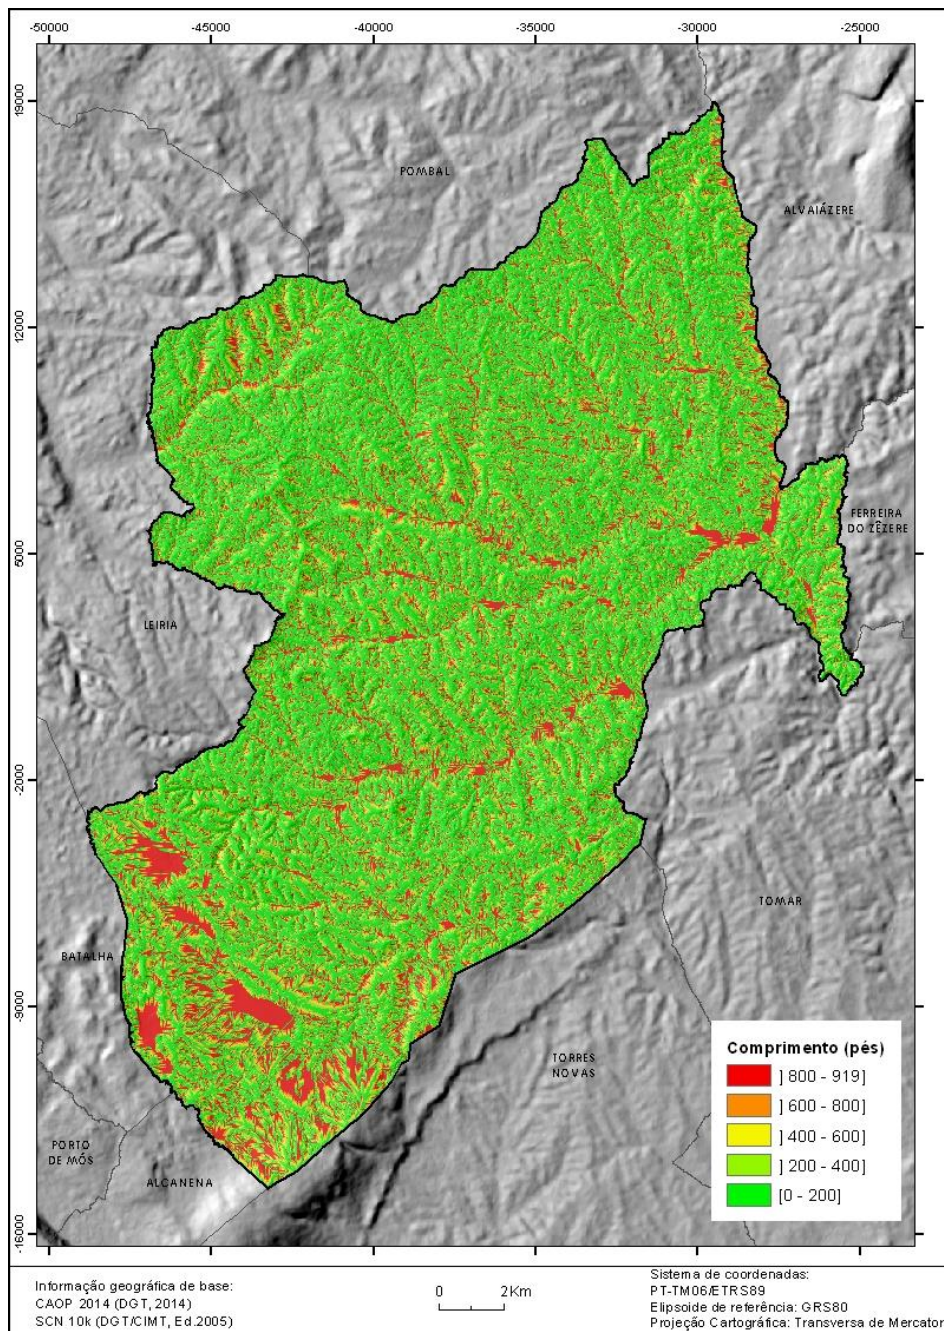 -50000 -45000 -40000 -35000 -30000 -25000
19000
POMBAL
ALVAIÁZERE
12000
FERREIRA
DO ZÊZERE
5000
LEIRIA
-2000
TOMAR
BATALHA
-9000
Comprimento (pés)
] 800 - 919]
] 600 - 800]
] 400 - 600]
] 200 - 400]
[0 - 200]
TORRES
NOVAS
PORTO
DE MÓS
ALCANENA
-16000
Informação geográfica de base:
CAOP 2014 (DGT, 2014)
SCN 10k (DGT/CIMT, Ed.2005)
0 2Km
Sistema de coordenadas:
PT-TM06/ETRS89
Elipsoide de referência: GRS80
Projeção Cartográfica: Transversa de Mercator